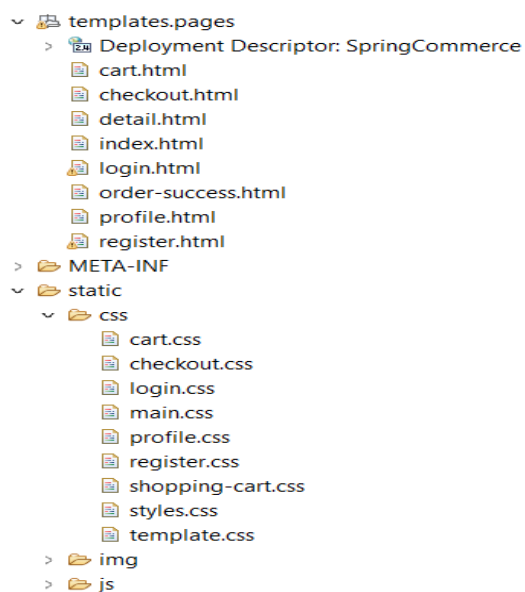 templates.pages
2.4 Deployment Descriptor: SpringCommerce
cart.html
checkout.html
detail.html
index.html
login.html
order-success.html
profile.html
register.html
META-INF
static
css
cart.css
checkout.css
login.css
main.css
profile.css
register.css
shopping-cart.css
styles.css
template.css
img
js